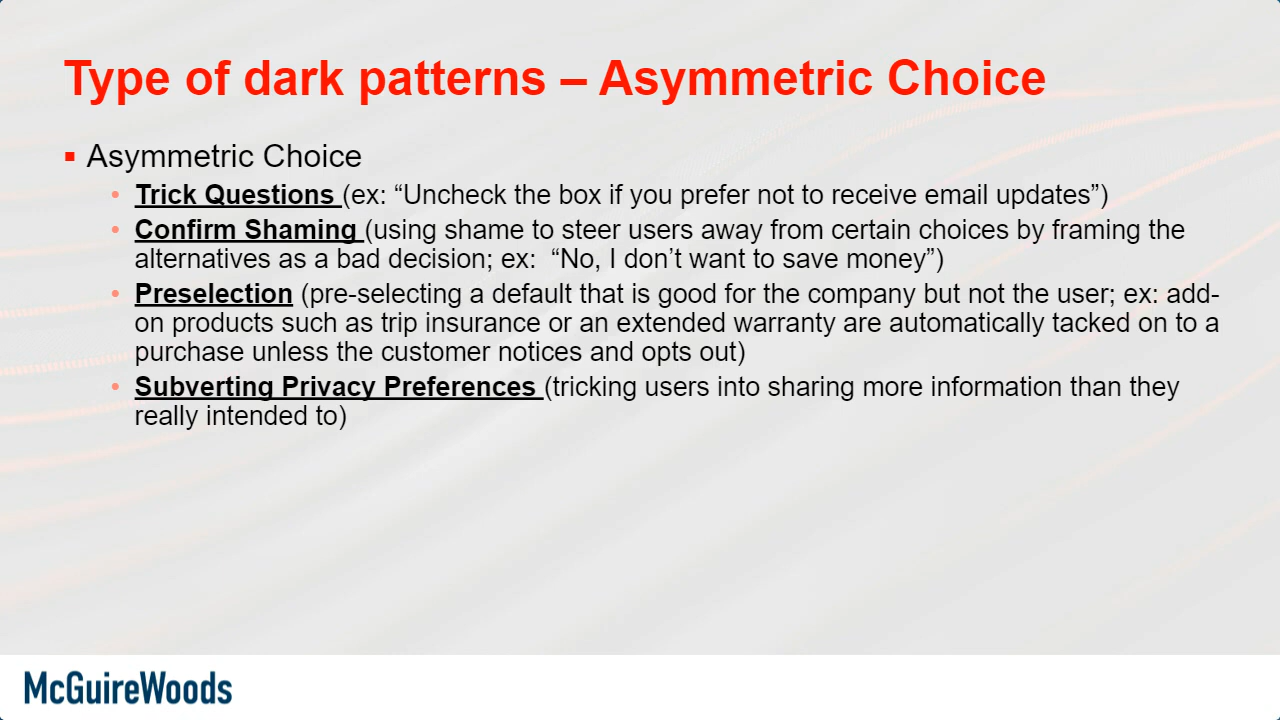 Type of dark patterns – Asymmetric Choice
▪ Asymmetric Choice
• Trick Questions (ex: “Uncheck the box if you prefer not to receive email updates”)
• Confirm Shaming (using shame to steer users away from certain choices by framing the
alternatives as a bad decision; ex:  “No, I don’t want to save money”)
• Preselection (pre-selecting a default that is good for the company but not the user; ex: add-
on products such as trip insurance or an extended warranty are automatically tacked on to a
purchase unless the customer notices and opts out)
• Subverting Privacy Preferences (tricking users into sharing more information than they
really intended to)
McGuireWoods